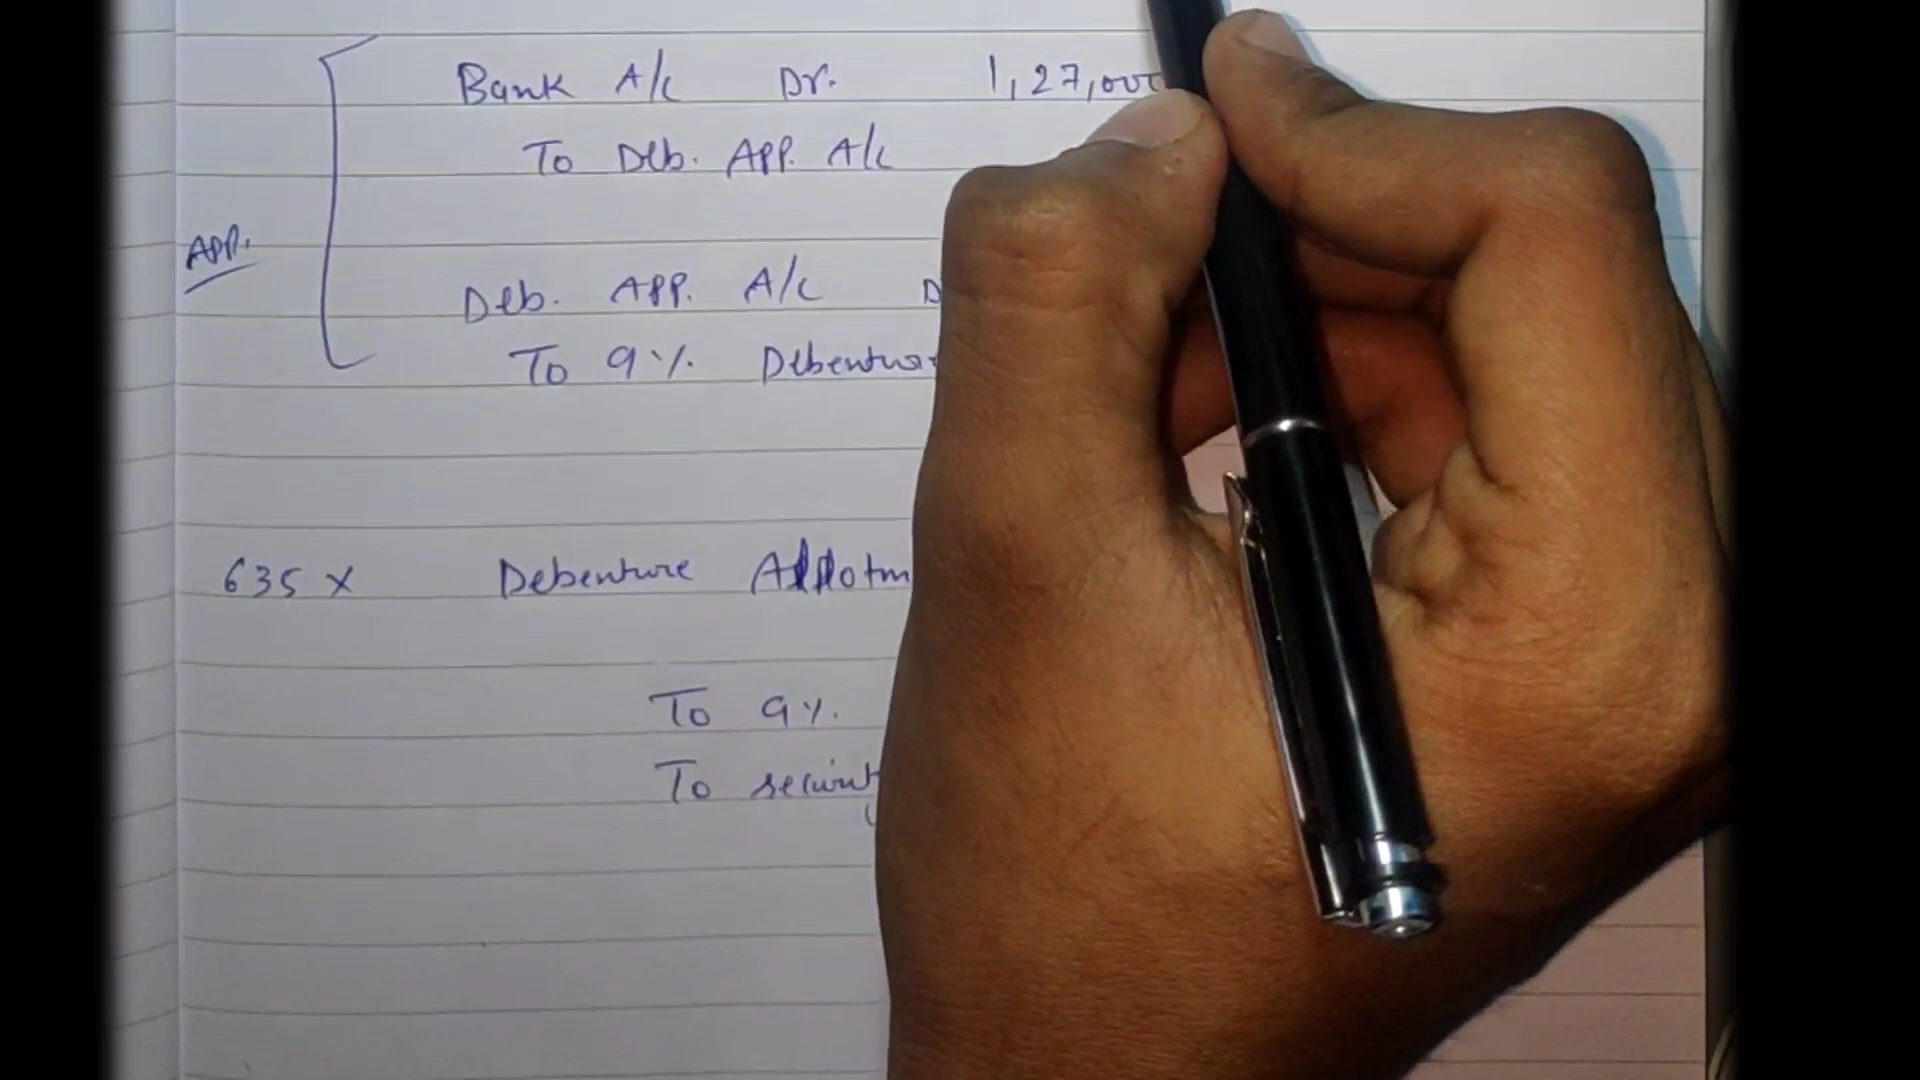 Bank A/c Dr. 1,27,000
To Deb. APP. A/c
APP.
Deb. APP. A/c D
To 9% Debenture
635 X Debenture Allotm
To 9%
To securit